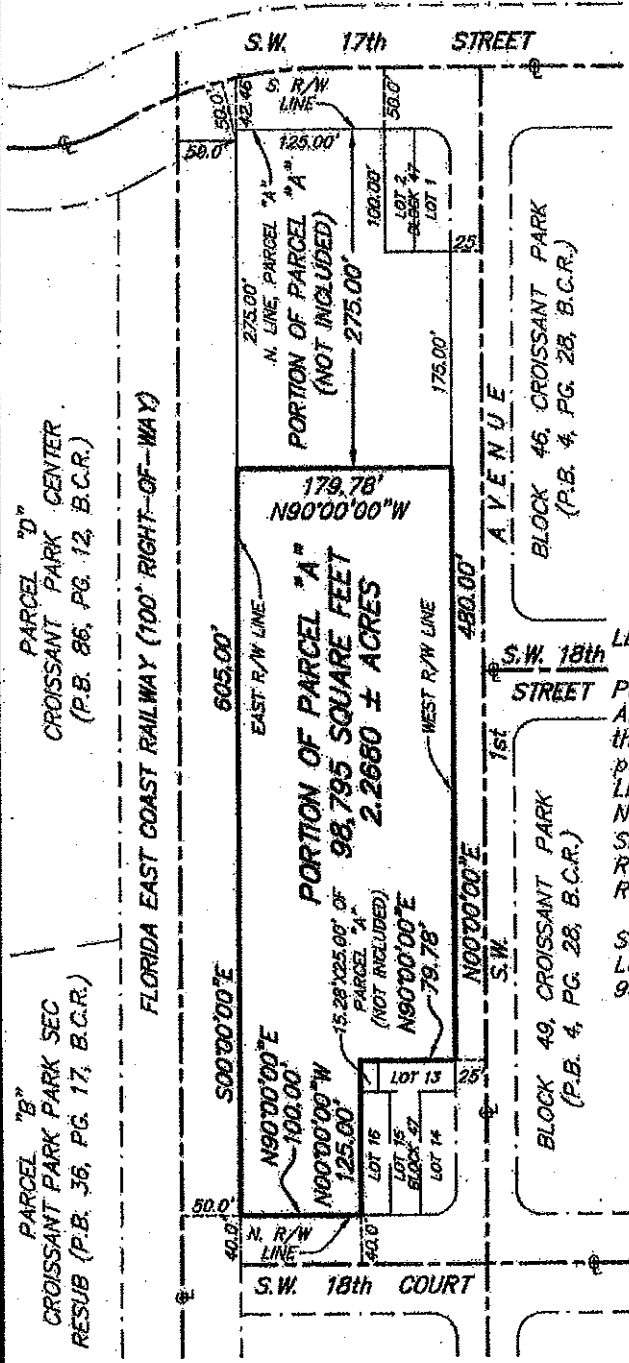 S.W. 17th STREET
S. R/W
LINE
50.0'
42.46'
50.0'
50.0'
125.00'
N. LINE, PARCEL "A"
275.00'
PORTION OF PARCEL "A"
(NOT INCLUDED)
275.00'
100.00'
LOT 2
BLOCK 47
LOT 1
25'
175.00'
BLOCK 46, CROISSANT PARK
(P.B. 4, PG. 28, B.C.R.)
PARCEL "D"
CROISSANT PARK CENTER
(P.B. 86, PG. 12, B.C.R.)
FLORIDA EAST COAST RAILWAY (100' RIGHT-OF-WAY)
179.78'
N90°00'00"W
605.00'
S00°00'00"E
EAST R/W LINE
PORTION OF PARCEL "A"
98,795 SQUARE FEET
2.2680 ± ACRES
WEST R/W LINE
480.00'
N00°00'00"E
S.W. 1st AVENUE
S.W. 18th
STREET
15.28'X25.00' OF
PARCEL "A"
(NOT INCLUDED)
N90°00'00"E
79.78'
BLOCK 49, CROISSANT PARK
(P.B. 4, PG. 28, B.C.R.)
PARCEL "B"
CROISSANT PARK PARK SEC
RESUB (P.B. 36, PG. 17, B.C.R.)
N90°00'00"E
100.00'
N00°00'00"W
125.00'
LOT 13
25'
LOT 16
LOT 15
BLOCK 47
LOT 14
50.0'
40.0'
N. R/W
LINE
40.0'
S.W. 18th COURT